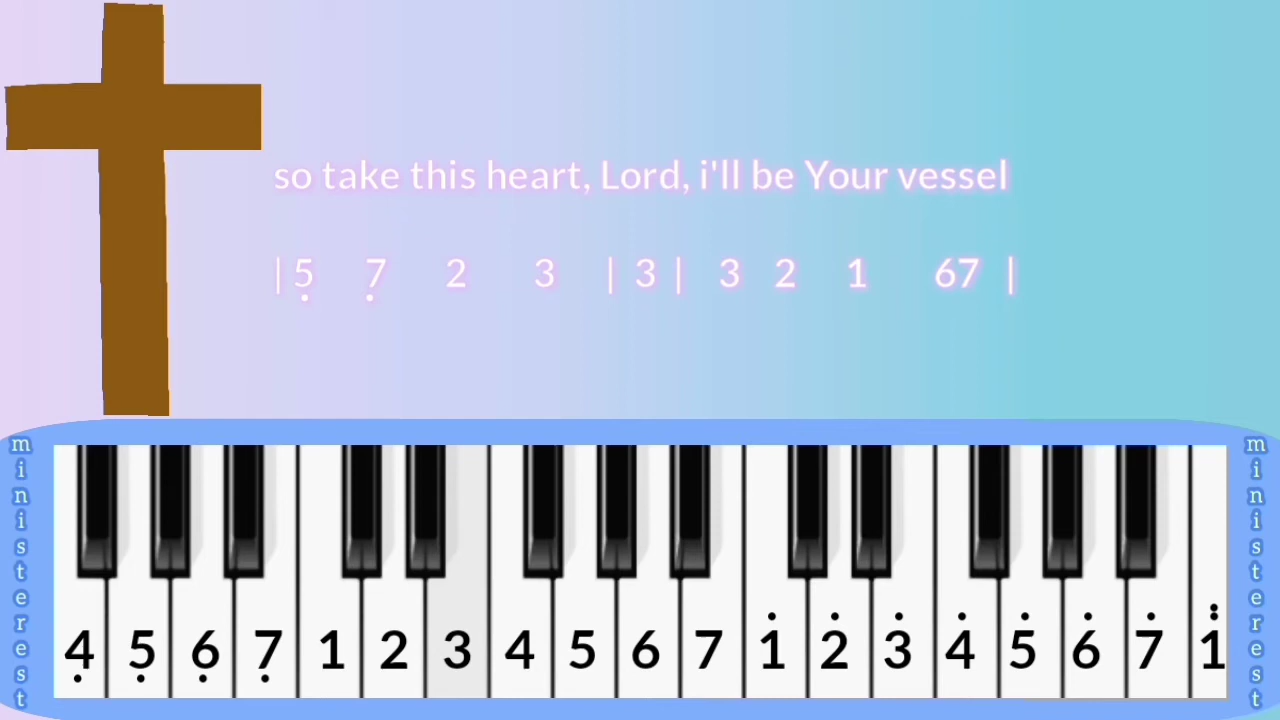 so take this heart, Lord, i'll be Your vessel
| 5̣ 7̣ 2 3 | 3 | 3 2 1 67 |
ministerest
ministerest
4̣ 5̣ 6̣ 7̣ 1 2 3 4 5 6 7 1̇ 2̇ 3̇ 4̇ 5̇ 6̇ 7̇ 1̈